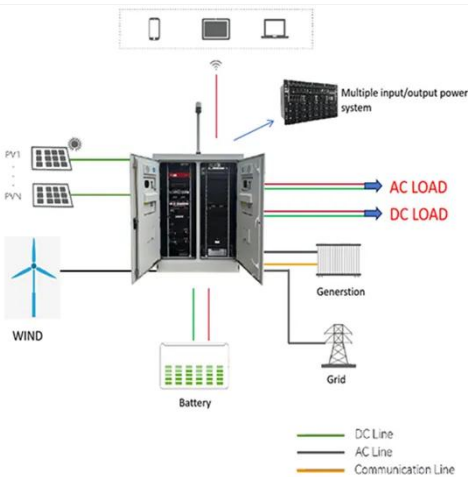 Multiple input/output power
system
PV1
PVN
AC LOAD
DC LOAD
WIND
Generstion
Battery
Grid
DC Line
AC Line
Communication Line